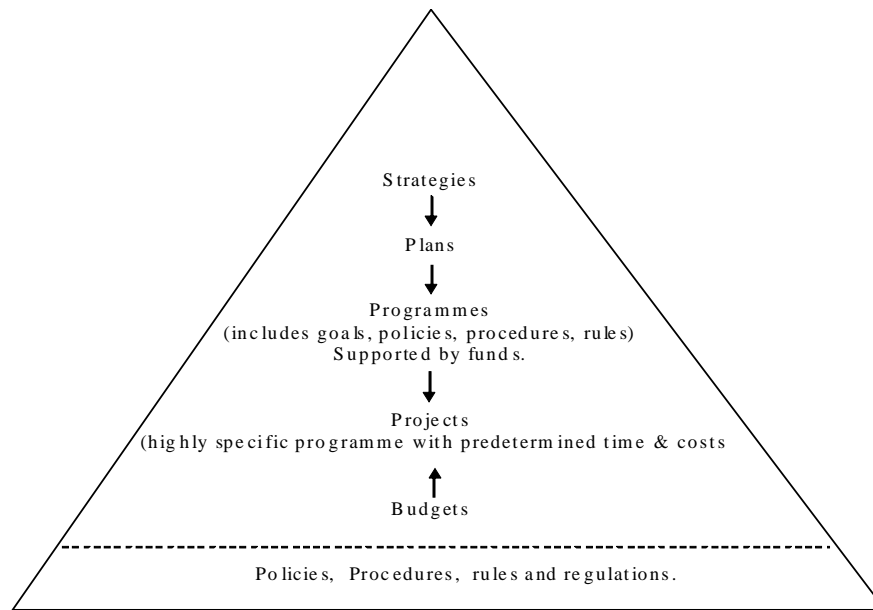 Strategies
Plans
Programmes
(includes goals, policies, procedures, rules)
Supported by funds.
Projects
(highly specific programme with predetermined time & costs
Budgets
Policies, Procedures, rules and regulations.